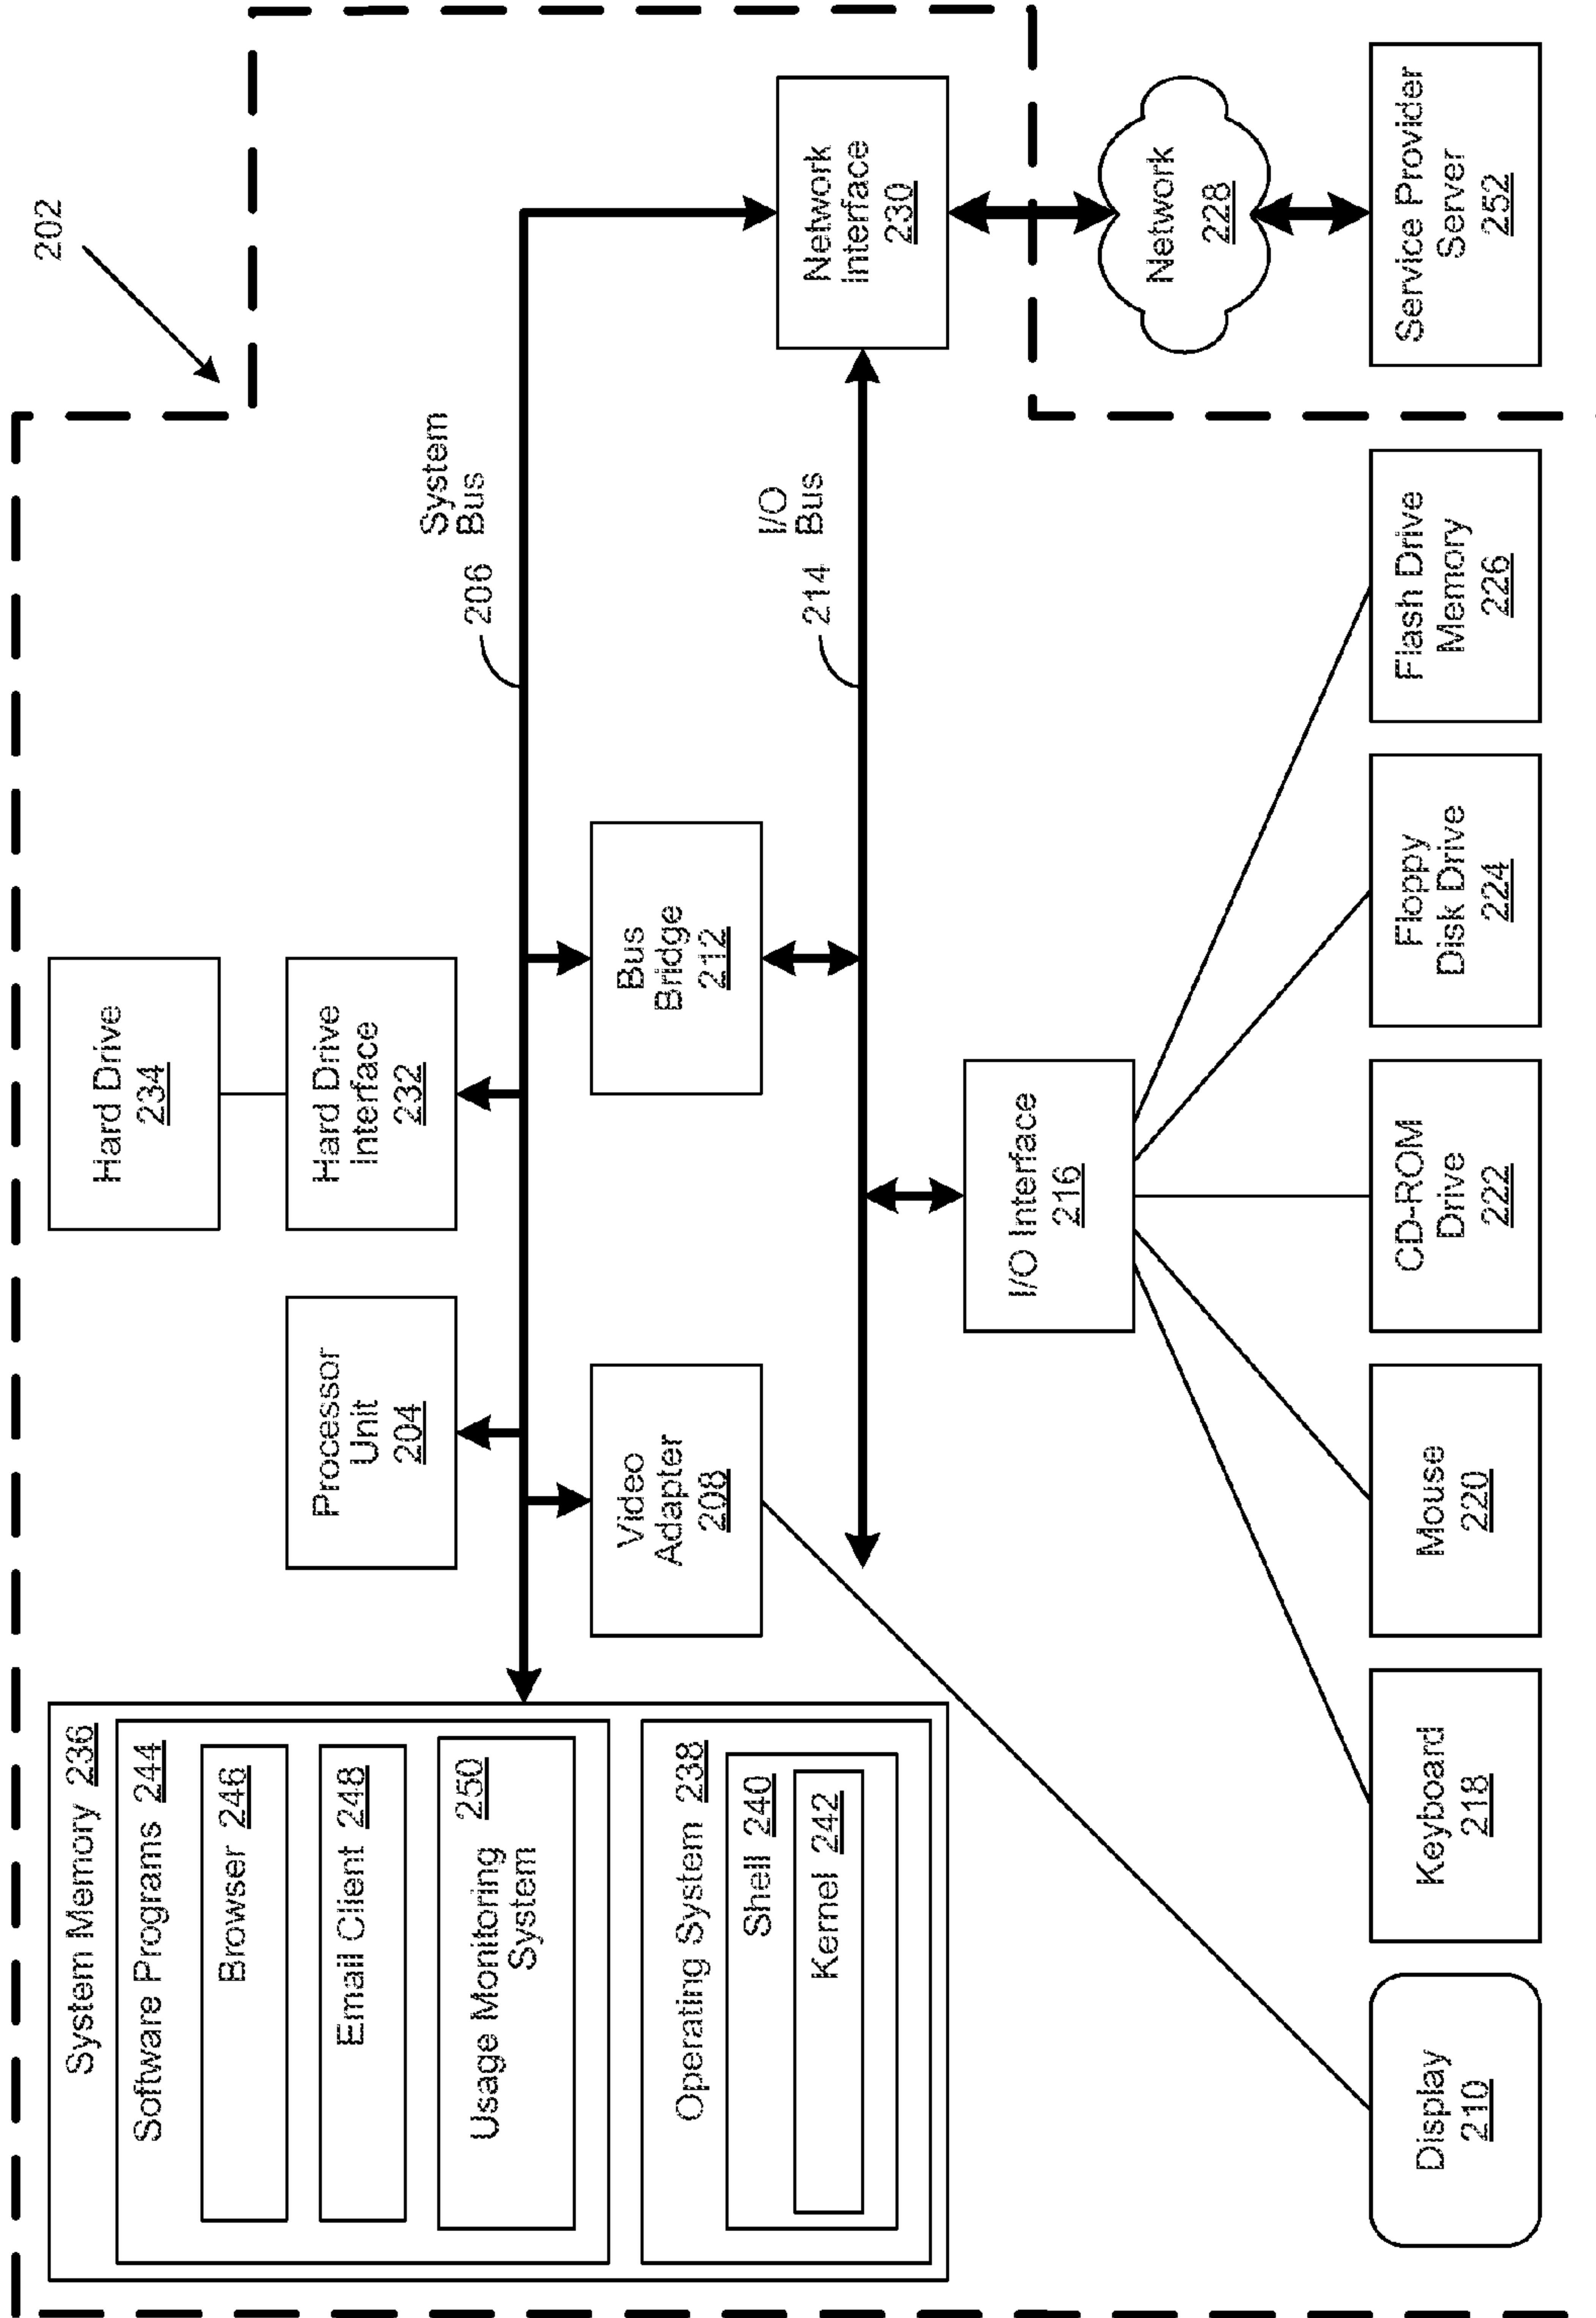 202
Hard Drive
234
Hard Drive
Interface
232
Processor
Unit
204
System Memory 236
Software Programs 244
Browser 246
Email Client 248
Usage Monitoring 250
System
Operating System 238
Shell 240
Kernel 242
System
Bus
206
Video
Adapter
208
Bus
Bridge
212
I/O
Bus
214
Network
Interface
230
I/O Interface
216
Network
228
Display
210
Keyboard
218
Mouse
220
CD-ROM
Drive
222
Floppy
Disk Drive
224
Flash Drive
Memory
226
Service Provider
Server
252